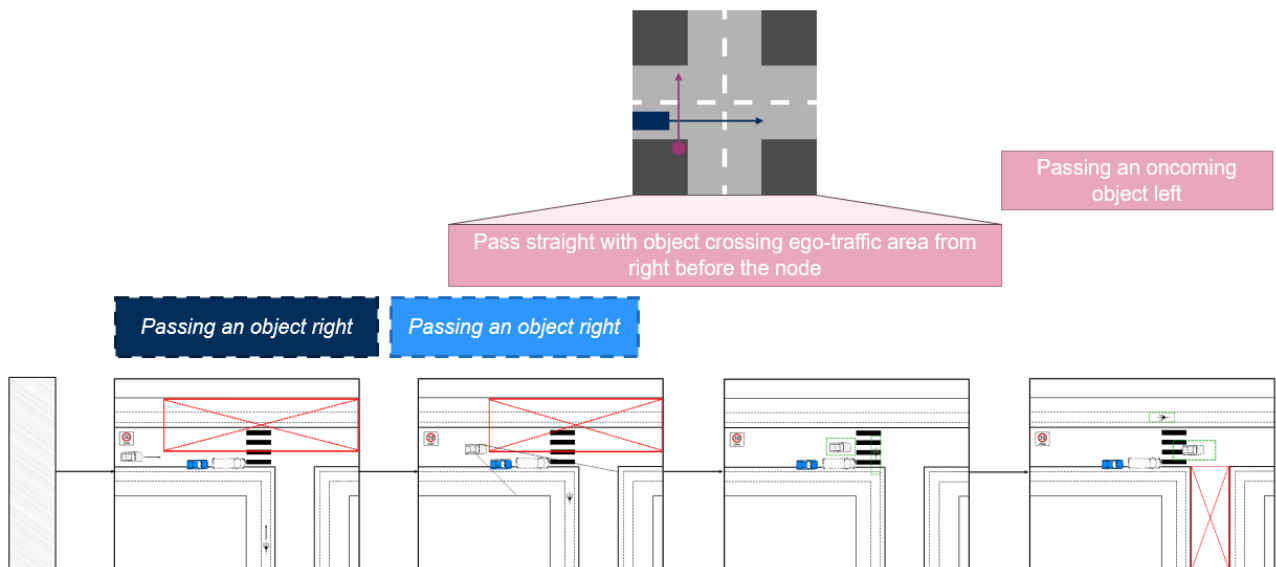 Passing an oncoming
object left
Pass straight with object crossing ego-traffic area from
right before the node
Passing an object right
Passing an object right